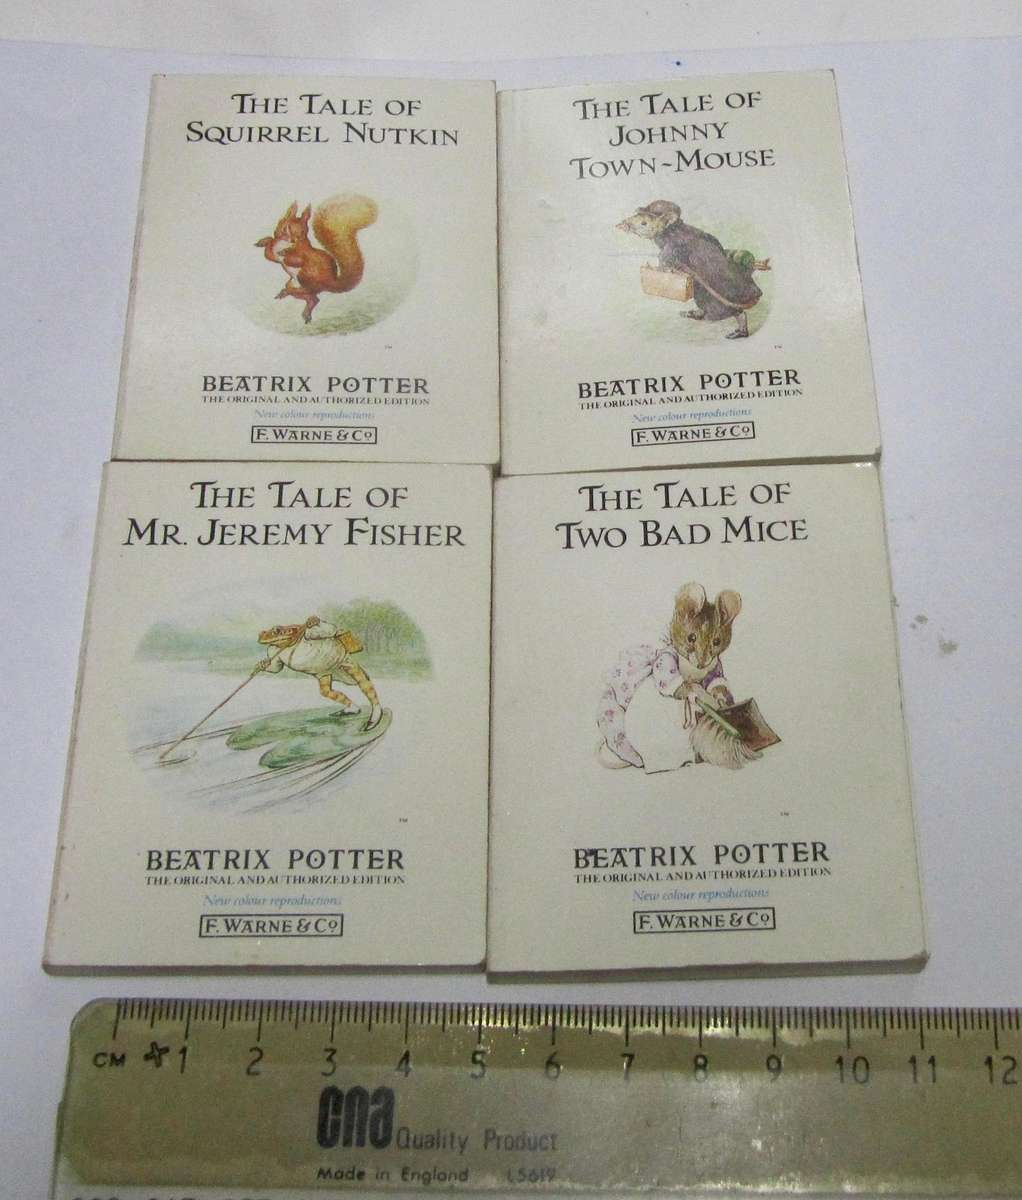 THE TALE OF
SQUIRREL NUTKIN
™
BEATRIX POTTER
THE ORIGINAL AND AUTHORIZED EDITION
New colour reproductions
F. WARNE & Co
THE TALE OF
JOHNNY
TOWN~MOUSE
™
BEATRIX POTTER
THE ORIGINAL AND AUTHORIZED EDITION
New colour reproductions
F. WARNE & Co
THE TALE OF
MR. JEREMY FISHER
™
BEATRIX POTTER
THE ORIGINAL AND AUTHORIZED EDITION
New colour reproductions
F. WARNE & Co
THE TALE OF
TWO BAD MICE
™
BEATRIX POTTER
THE ORIGINAL AND AUTHORIZED EDITION
New colour reproductions
F. WARNE & Co
CM 1 2 3 4 5 6 7 8 9 10 11 12
cna Quality Product
Made in England L5619